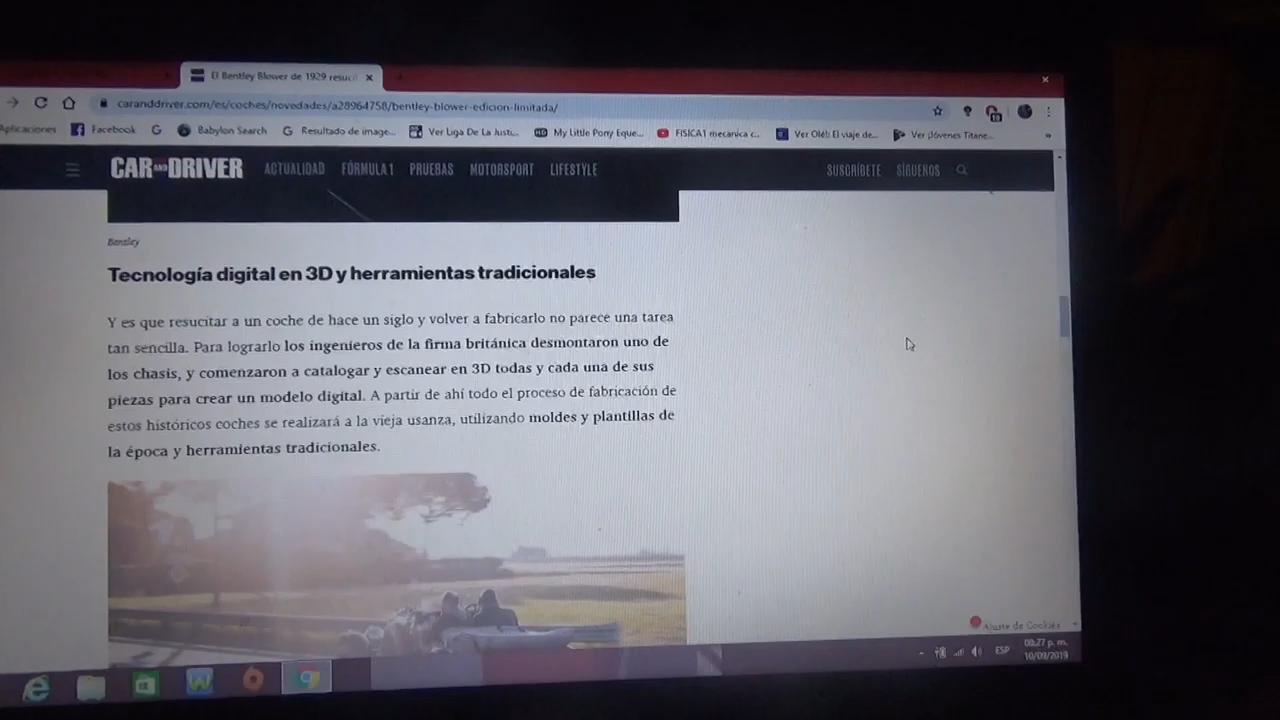 El Bentley Blower de 1929 resuci
caranddriver.com/es/coches/novedades/a28964758/bentley-blower-edicion-limitada/
Aplicaciones Facebook Babylon Search Resultado de image... Ver Liga De La Justi... My Little Pony Eque... FISICA1 mecanica c... Ver Olé! El viaje de... Ver ¡Jóvenes Titane... »
CAR AND DRIVER ACTUALIDAD FÓRMULA 1 PRUEBAS MOTORSPORT LIFESTYLE SUSCRÍBETE SÍGUENOS
Bentley
Tecnología digital en 3D y herramientas tradicionales
Y es que resucitar a un coche de hace un siglo y volver a fabricarlo no parece una tarea
tan sencilla. Para lograrlo los ingenieros de la firma británica desmontaron uno de
los chasis, y comenzaron a catalogar y escanear en 3D todas y cada una de sus
piezas para crear un modelo digital. A partir de ahí todo el proceso de fabricación de
estos históricos coches se realizará a la vieja usanza, utilizando moldes y plantillas de
la época y herramientas tradicionales.
Ajuste de Cookies
ESP
p. m.
10/09/2019